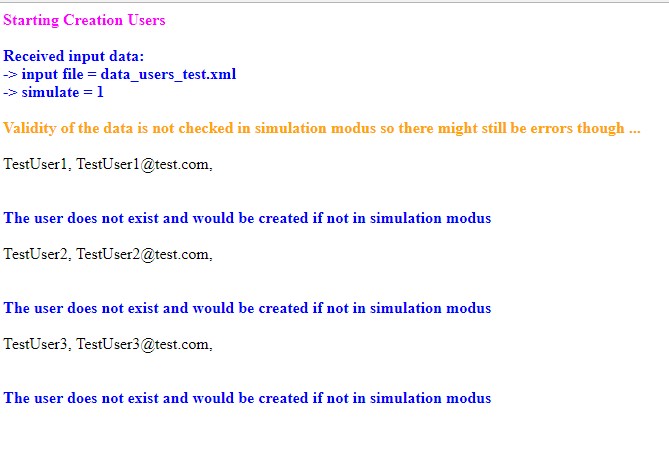 Starting Creation Users
Received input data:
-> input file = data_users_test.xml
-> simulate = 1
Validity of the data is not checked in simulation modus so there might still be errors though ...
TestUser1, TestUser1@test.com,
The user does not exist and would be created if not in simulation modus
TestUser2, TestUser2@test.com,
The user does not exist and would be created if not in simulation modus
TestUser3, TestUser3@test.com,
The user does not exist and would be created if not in simulation modus